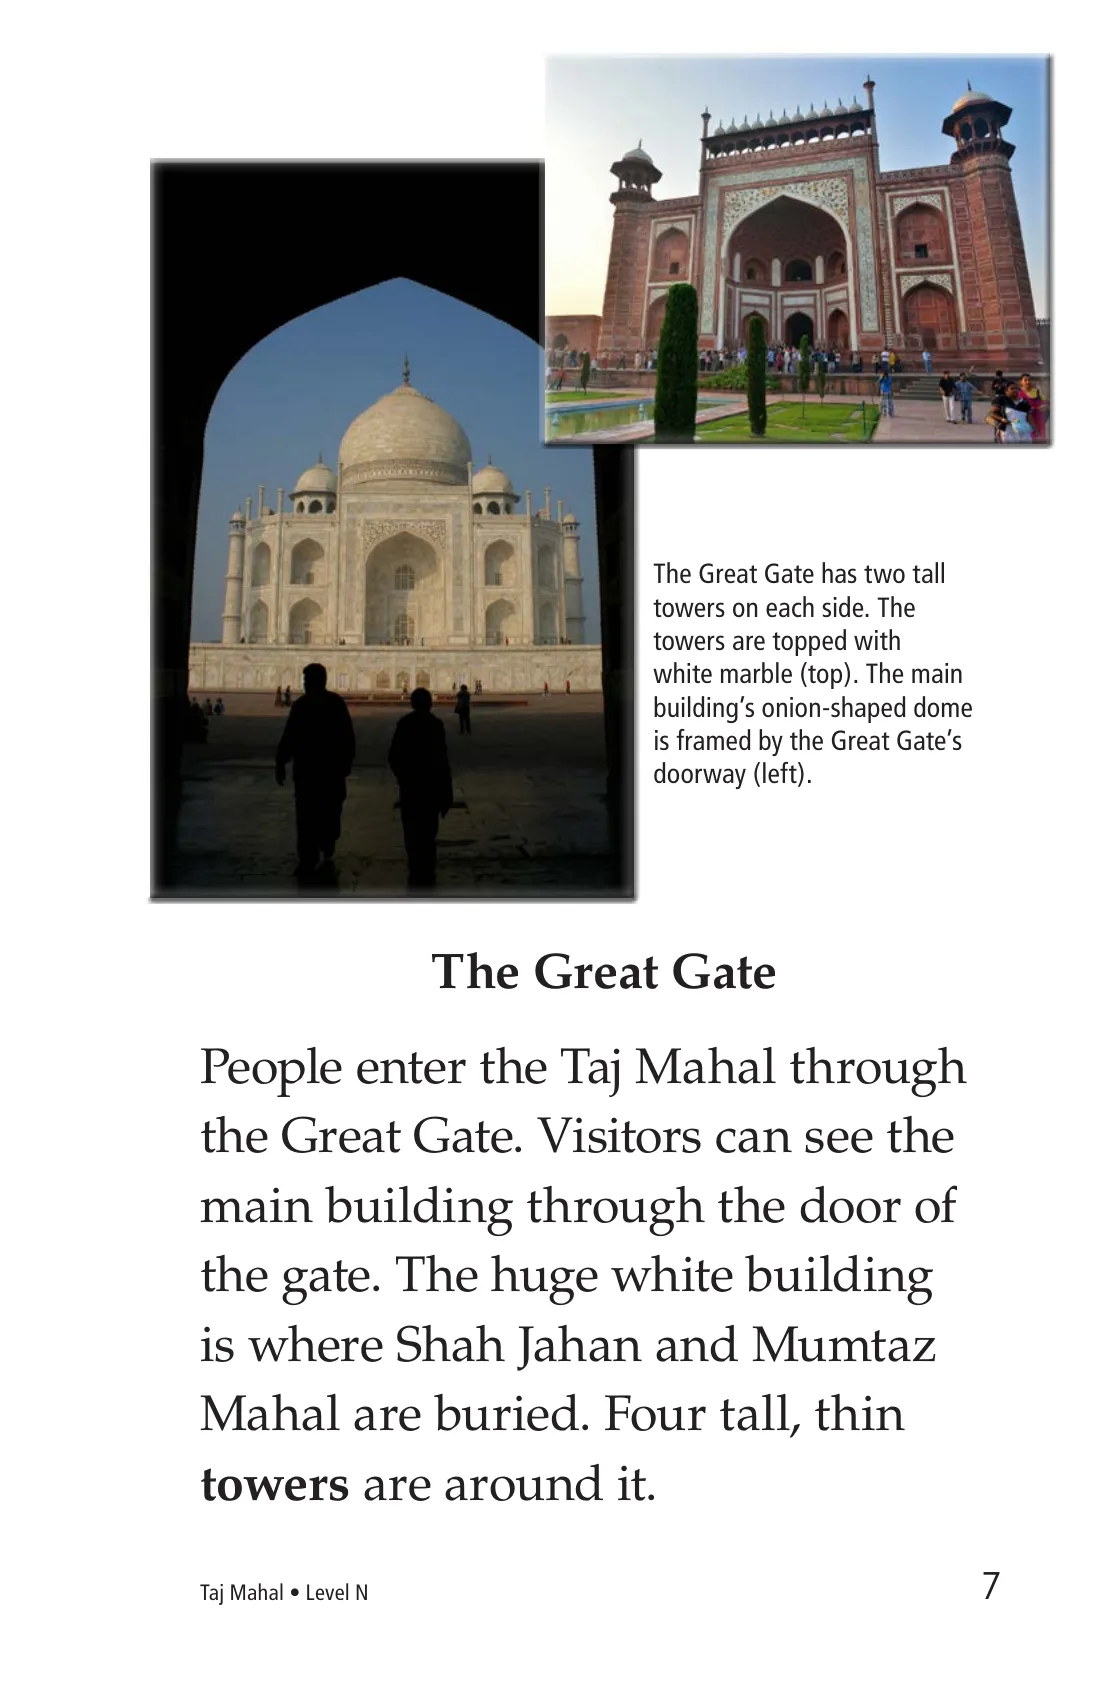 The Great Gate has two tall
towers on each side. The
towers are topped with
white marble (top). The main
building’s onion-shaped dome
is framed by the Great Gate’s
doorway (left).
The Great Gate
People enter the Taj Mahal through
the Great Gate. Visitors can see the
main building through the door of
the gate. The huge white building
is where Shah Jahan and Mumtaz
Mahal are buried. Four tall, thin
towers are around it.
Taj Mahal • Level N
7